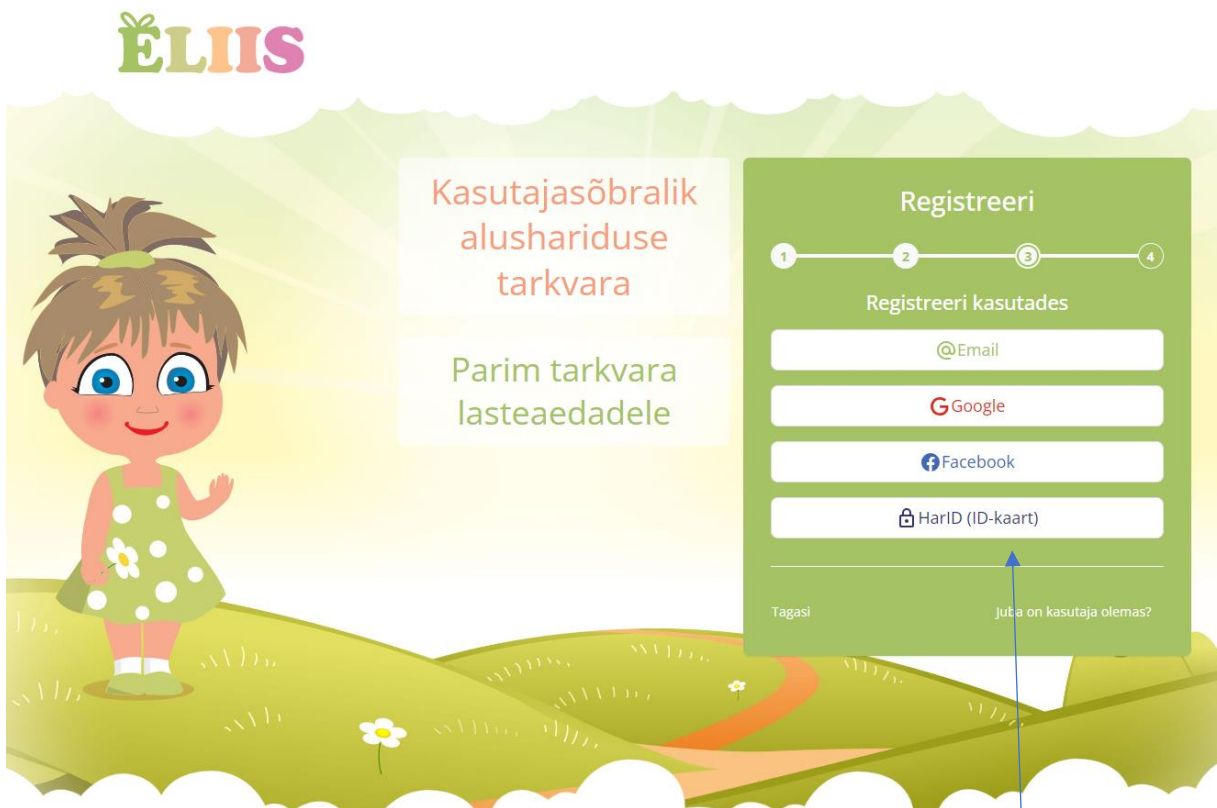 ELIIS
Kasutajasõbralik
alushariduse
tarkvara
Parim tarkvara
lasteaedadele
Registreeri
1 2 3 4
Registreeri kasutades
@Email
Google
Facebook
HarID (ID-kaart)
Tagasi Juba on kasutaja olemas?